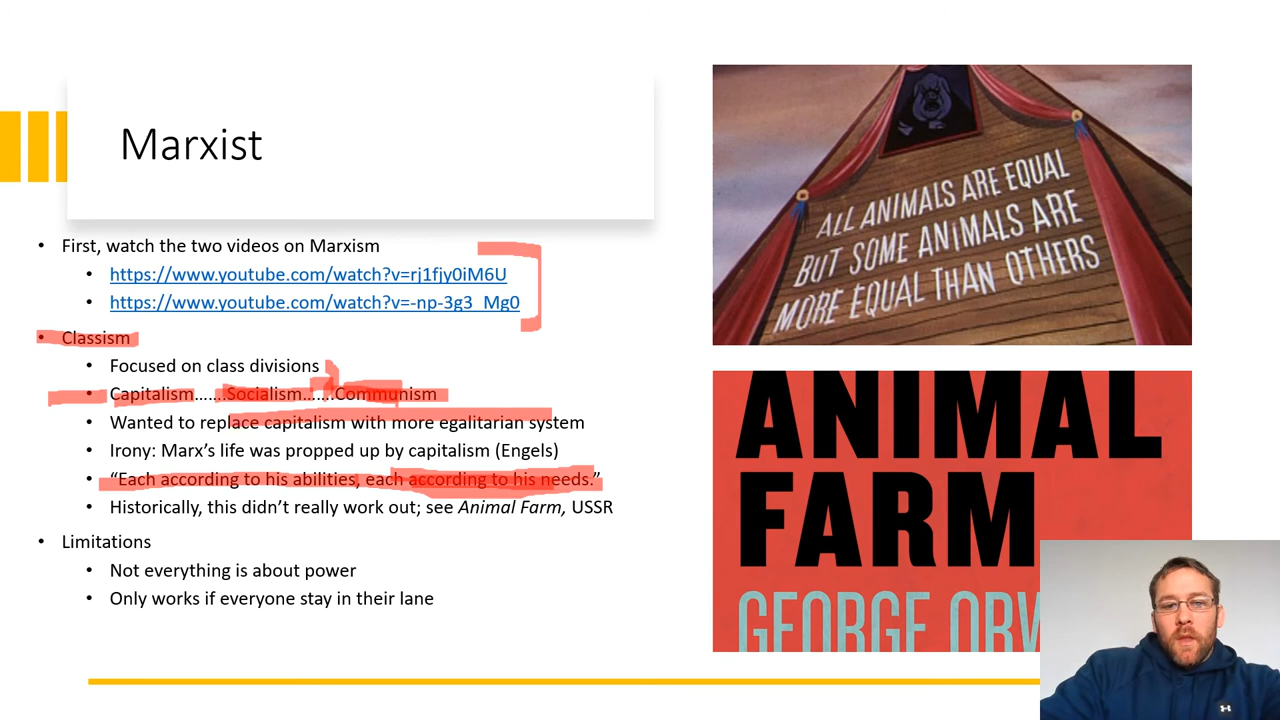 Marxist
• First, watch the two videos on Marxism
• https://www.youtube.com/watch?v=rj1fjy0iM6U
• https://www.youtube.com/watch?v=-np-3g3_Mg0
• Classism
• Focused on class divisions
• Capitalism…….Socialism…….Communism
• Wanted to replace capitalism with more egalitarian system
• Irony: Marx’s life was propped up by capitalism (Engels)
• “Each according to his abilities, each according to his needs.”
• Historically, this didn’t really work out; see Animal Farm, USSR
• Limitations
• Not everything is about power
• Only works if everyone stay in their lane
ALL ANIMALS ARE EQUAL
BUT SOME ANIMALS ARE
MORE EQUAL THAN OTHERS
ANIMAL
FARM
GEORGE